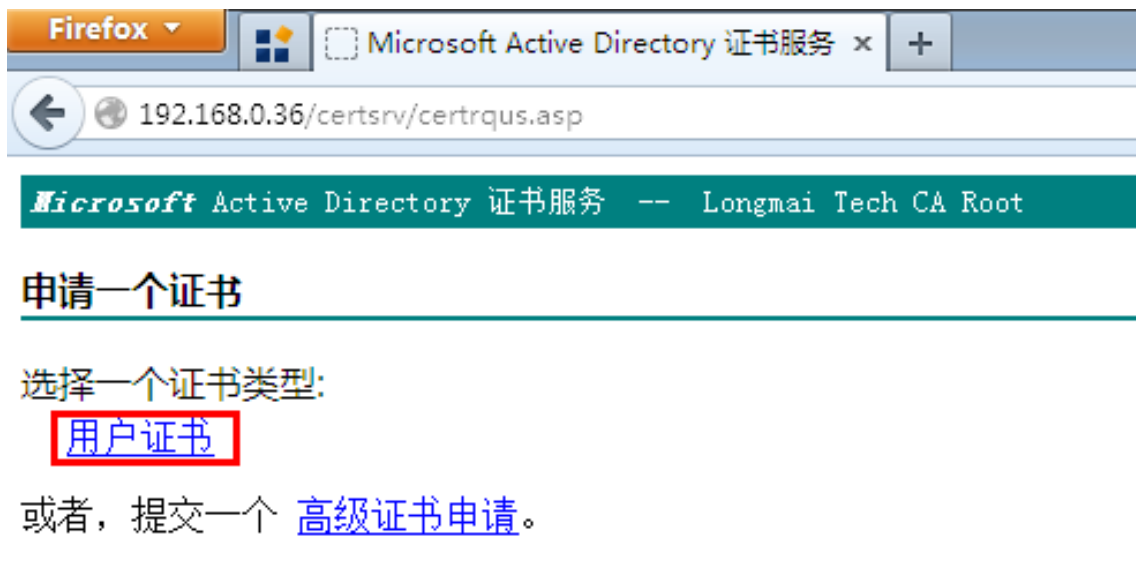 Firefox
Microsoft Active Directory 证书服务
192.168.0.36/certsrv/certrqus.asp
Microsoft Active Directory 证书服务 -- Longmai Tech CA Root
申请一个证书
选择一个证书类型:
用户证书
或者，提交一个 高级证书申请。